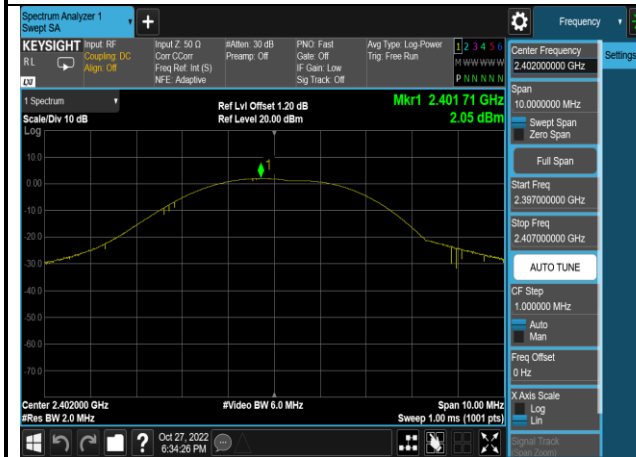 Spectrum Analyzer 1
Swept SA
+
Frequency
KEYSIGHT
RL
LXI
Input: RF
Coupling: DC
Align: Off
Input Z: 50 Ω
Corr CCorr
Freq Ref: Int (S)
NFE: Adaptive
#Atten: 30 dB
Preamp: Off
PNO: Fast
Gate: Off
IF Gain: Low
Sig Track: Off
Avg Type: Log-Power
Trig: Free Run
1 2 3 4 5 6
M W W W W W
P N N N N N
Settings
Center Frequency
2.402000000 GHz
Span
10.0000000 MHz
Swept Span
Zero Span
Full Span
Start Freq
2.397000000 GHz
Stop Freq
2.407000000 GHz
AUTO TUNE
CF Step
1.000000 MHz
Auto
Man
Freq Offset
0 Hz
X Axis Scale
Log
Lin
Signal Track
(Span Zoom)
1 Spectrum
Scale/Div 10 dB
Log
Ref Lvl Offset 1.20 dB
Ref Level 20.00 dBm
Mkr1 2.401 71 GHz
2.05 dBm
1
10.0
0.00
-10.0
-20.0
-30.0
-40.0
-50.0
-60.0
-70.0
Center 2.402000 GHz
#Res BW 2.0 MHz
#Video BW 6.0 MHz
Span 10.00 MHz
Sweep 1.00 ms (1001 pts)
?
Oct 27, 2022
6:34:26 PM